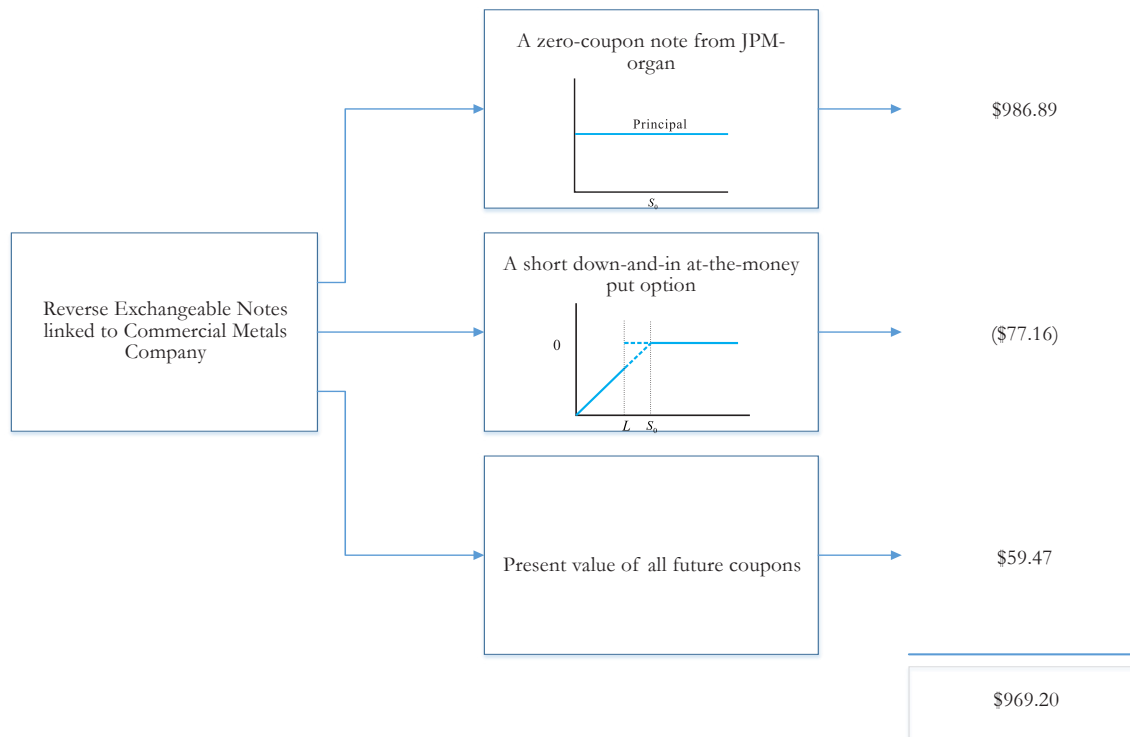 A zero-coupon note from JPM-
organ
Principal
S₀
$986.89
Reverse Exchangeable Notes
linked to Commercial Metals
Company
A short down-and-in at-the-money
put option
0
L S₀
($77.16)
Present value of all future coupons
$59.47
$969.20